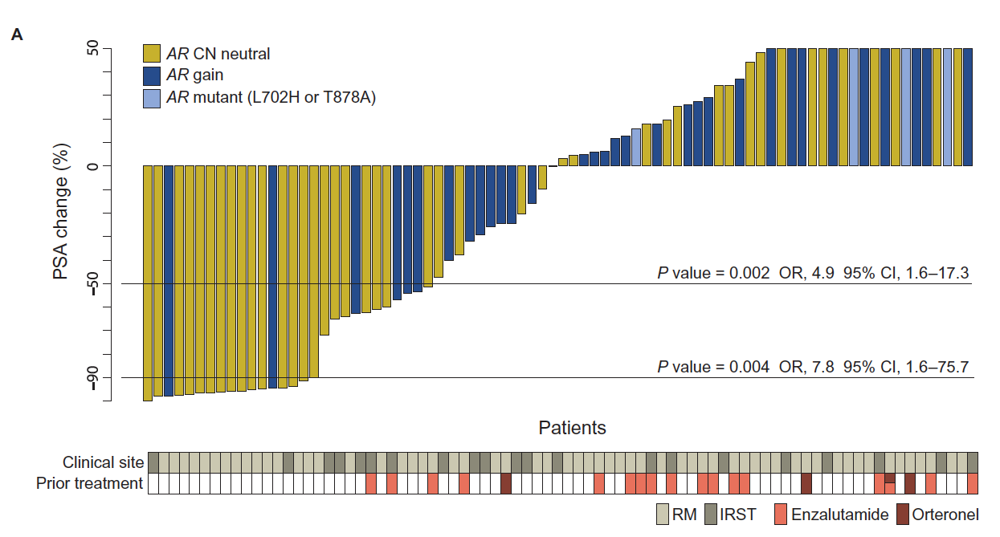 A
50
0
−50
−90
PSA change (%)
AR CN neutral
AR gain
AR mutant (L702H or T878A)
P value = 0.002 OR, 4.9 95% CI, 1.6–17.3
P value = 0.004 OR, 7.8 95% CI, 1.6–75.7
Patients
Clinical site
Prior treatment
RM IRST Enzalutamide Orteronel